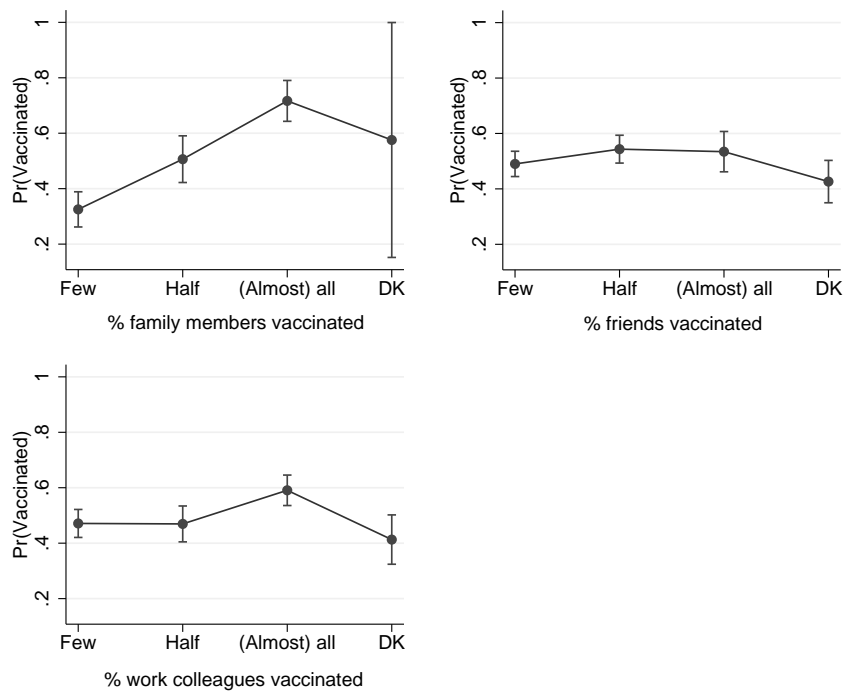 Pr(Vaccinated)
1
.8
.6
.4
.2
Few Half (Almost) all DK
% family members vaccinated
Pr(Vaccinated)
1
.8
.6
.4
.2
Few Half (Almost) all DK
% friends vaccinated
Pr(Vaccinated)
1
.8
.6
.4
.2
Few Half (Almost) all DK
% work colleagues vaccinated